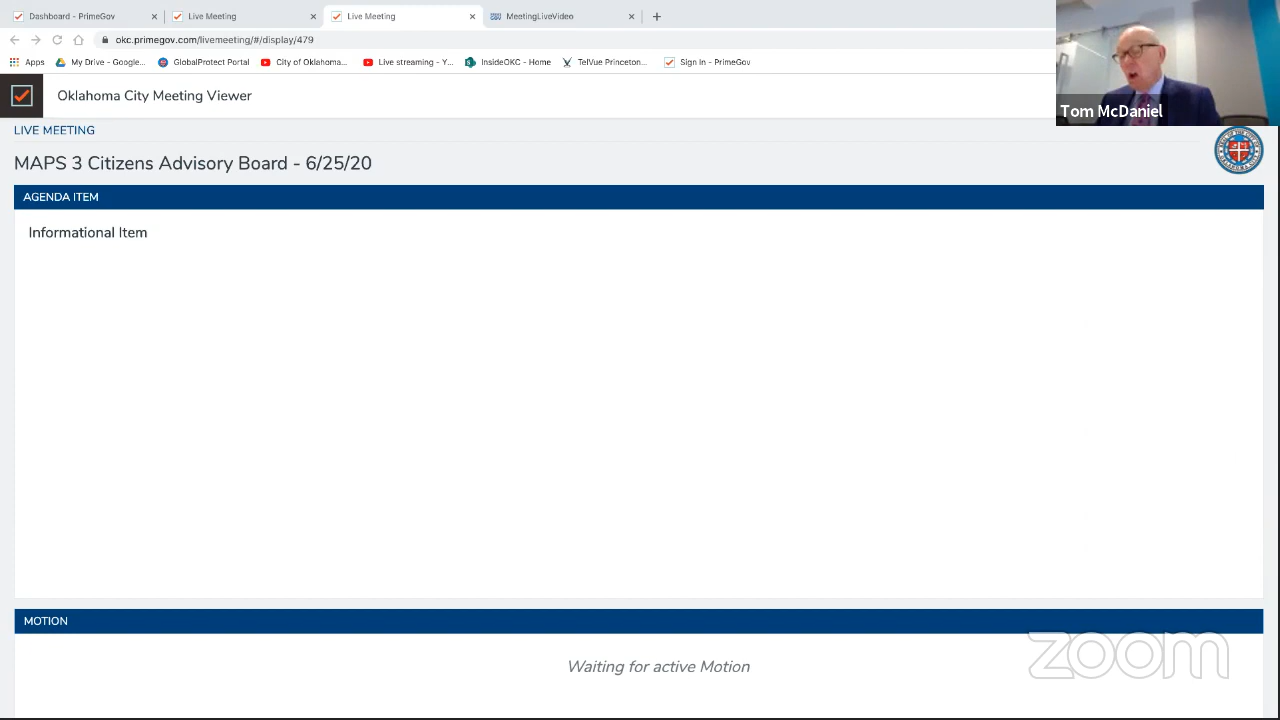 Dashboard - PrimeGov
Live Meeting
Live Meeting
MeetingLiveVideo
okc.primegov.com/livemeeting/#/display/479
Apps
My Drive - Google...
GlobalProtect Portal
City of Oklahoma...
Live streaming - Y...
InsideOKC - Home
TelVue Princeton...
Sign In - PrimeGov
Tom McDaniel
Oklahoma City Meeting Viewer
LIVE MEETING
MAPS 3 Citizens Advisory Board - 6/25/20
AGENDA ITEM
Informational Item
MOTION
Waiting for active Motion
zoom